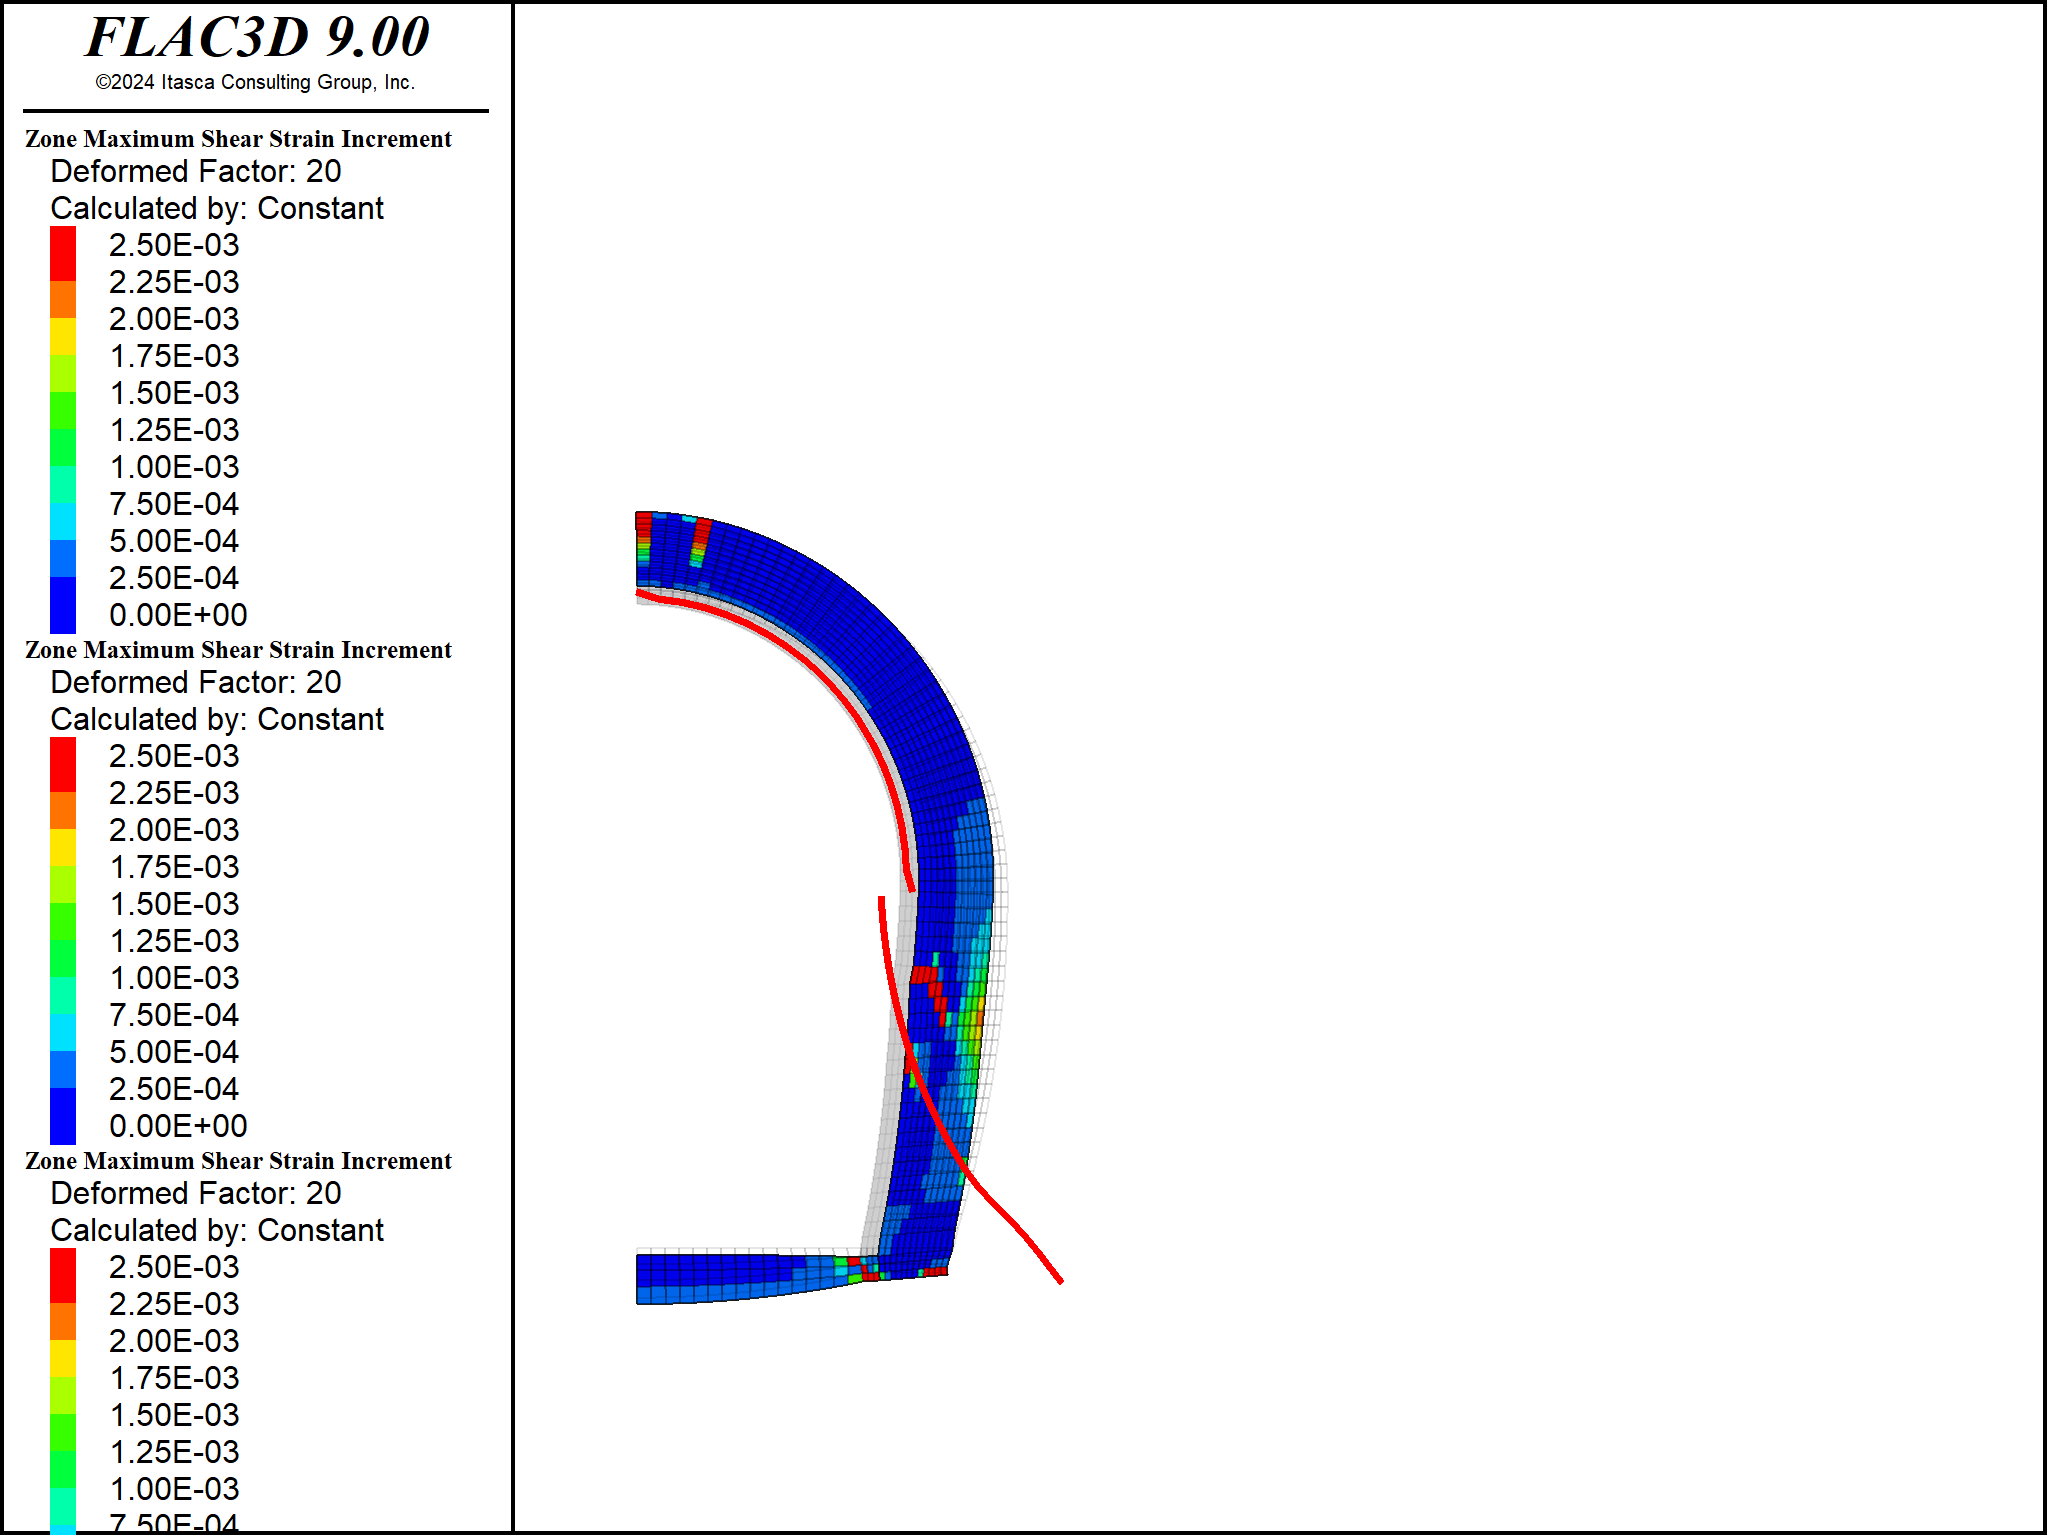 FLAC3D 9.00
©2024 Itasca Consulting Group, Inc.
Zone Maximum Shear Strain Increment
Deformed Factor: 20
Calculated by: Constant
2.50E-03
2.25E-03
2.00E-03
1.75E-03
1.50E-03
1.25E-03
1.00E-03
7.50E-04
5.00E-04
2.50E-04
0.00E+00
Zone Maximum Shear Strain Increment
Deformed Factor: 20
Calculated by: Constant
2.50E-03
2.25E-03
2.00E-03
1.75E-03
1.50E-03
1.25E-03
1.00E-03
7.50E-04
5.00E-04
2.50E-04
0.00E+00
Zone Maximum Shear Strain Increment
Deformed Factor: 20
Calculated by: Constant
2.50E-03
2.25E-03
2.00E-03
1.75E-03
1.50E-03
1.25E-03
1.00E-03
7.50E-04